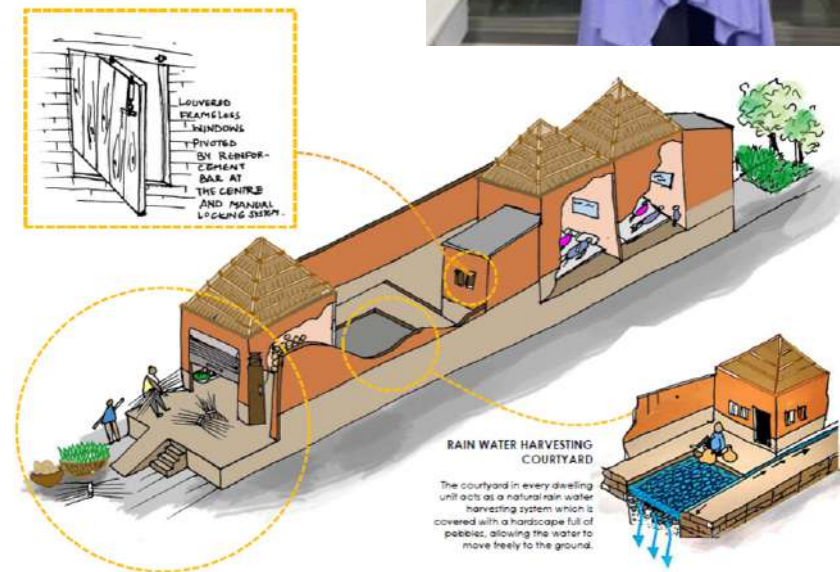 LOUVERED
FRAMELESS
WINDOWS
PIVOTED
BY REINFOR-
CEMENT
BAR AT
THE CENTRE
AND MANUAL
LOCKING SYSTEM.
RAIN WATER HARVESTING
COURTYARD
The courtyard in every dwelling
unit acts as a natural rain water
harvesting system which is
covered with a hardscape full of
pebbles, allowing the water to
move freely to the ground.